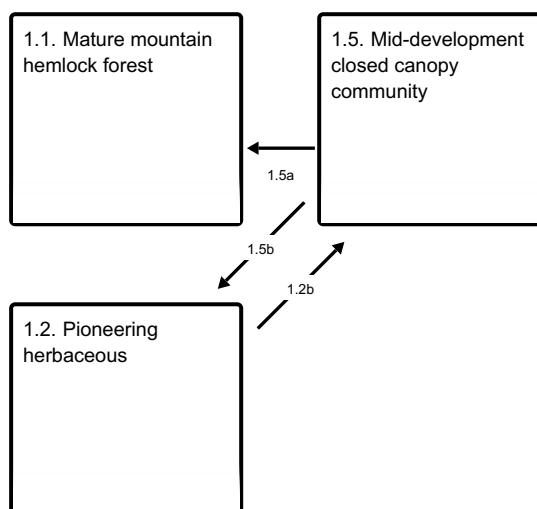 1.1. Mature mountain
hemlock forest
1.5. Mid-development
closed canopy
community
1.5a
1.5b
1.2b
1.2. Pioneering
herbaceous